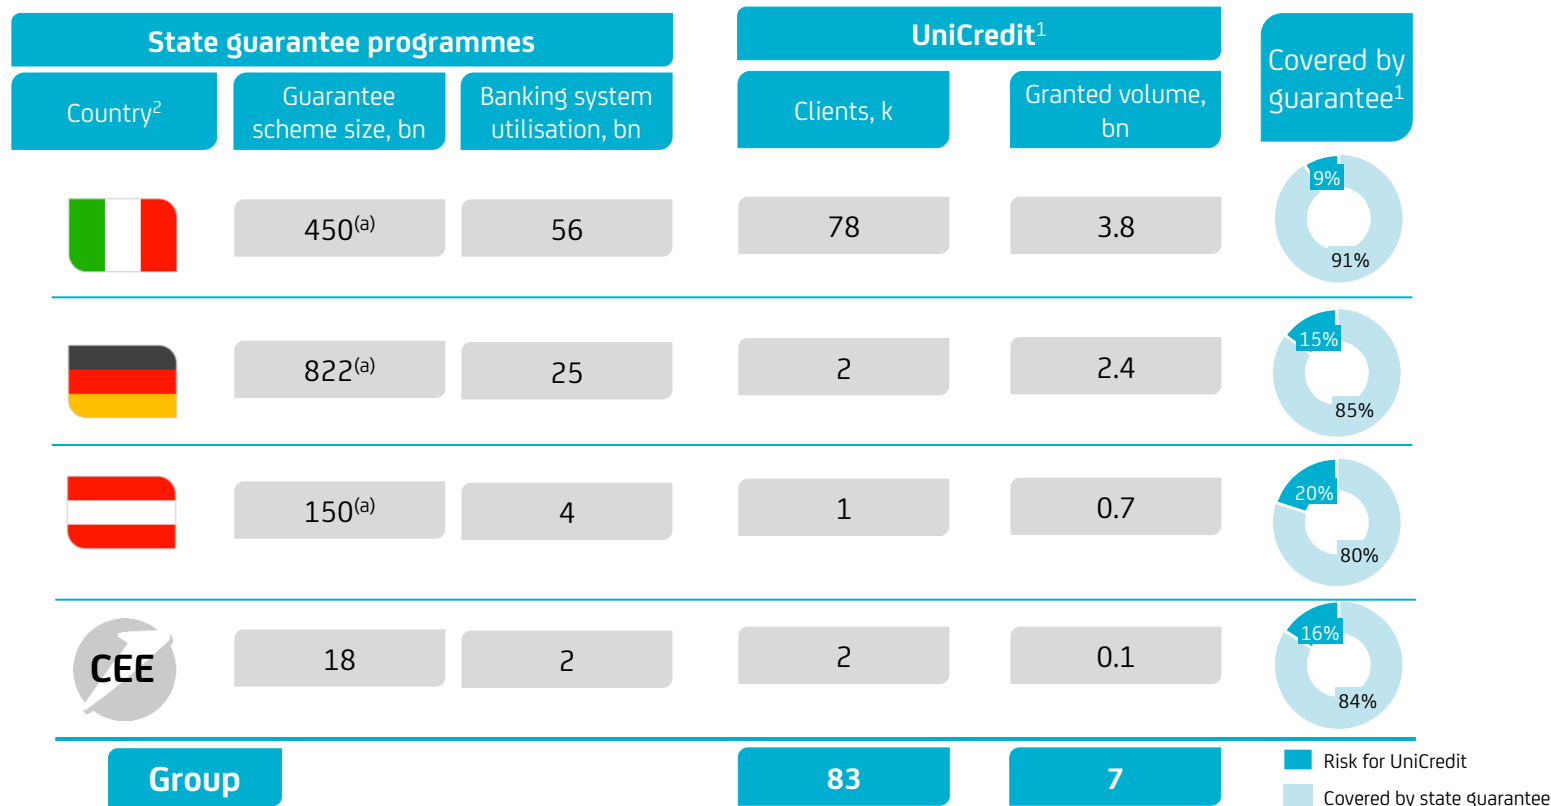 State guarantee programmes
UniCredit1
Covered by
guarantee1
Country2
Guarantee
scheme size, bn
Banking system
utilisation, bn
Clients, k
Granted volume,
bn
450(a)
56
78
3.8
9%
91%
822(a)
25
2
2.4
15%
85%
150(a)
4
1
0.7
20%
80%
CEE
18
2
2
0.1
16%
84%
Group
83
7
Risk for UniCredit
Covered by state guarantee